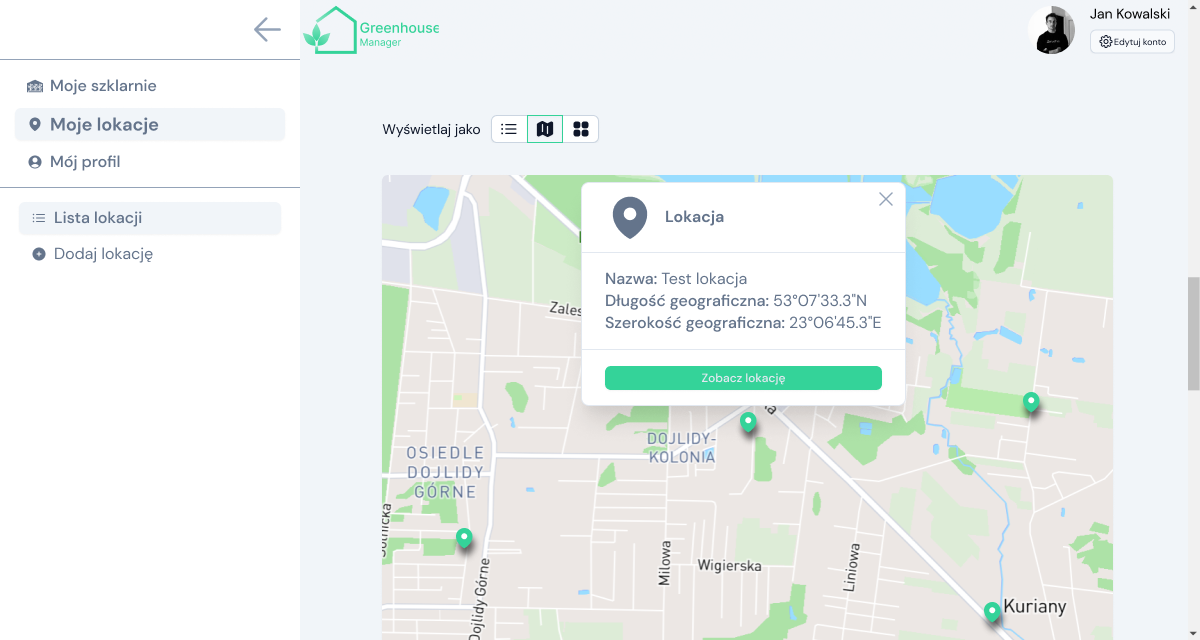 Greenhouse
Manager
Jan Kowalski
Edytuj konto
Moje szklarnie
Moje lokacje
Mój profil
Lista lokacji
Dodaj lokację
Wyświetlaj jako
Lokacja
Nazwa: Test lokacja
Długość geograficzna: 53°07'33.3"N
Szerokość geograficzna: 23°06'45.3"E
Zobacz lokację
DOJLIDY-
KOLONIA
OSIEDLE
DOJLIDY
GÓRNE
Dojlidy Górne
Milowa
Wigierska
Liniowa
Kuriany